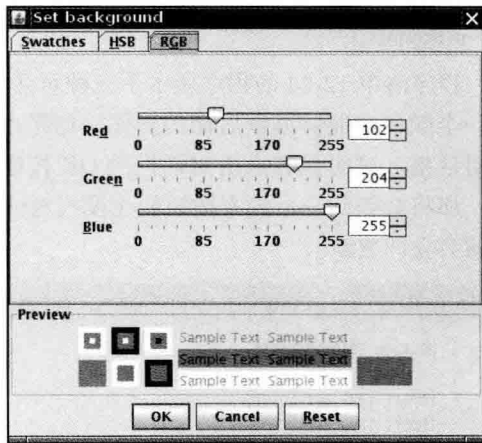 Set background
Swatches HSB RGB
Red 102
0 85 170 255
Green 204
0 85 170 255
Blue 255
0 85 170 255
Preview
Sample Text Sample Text
Sample Text Sample Text
Sample Text Sample Text
OK Cancel Reset